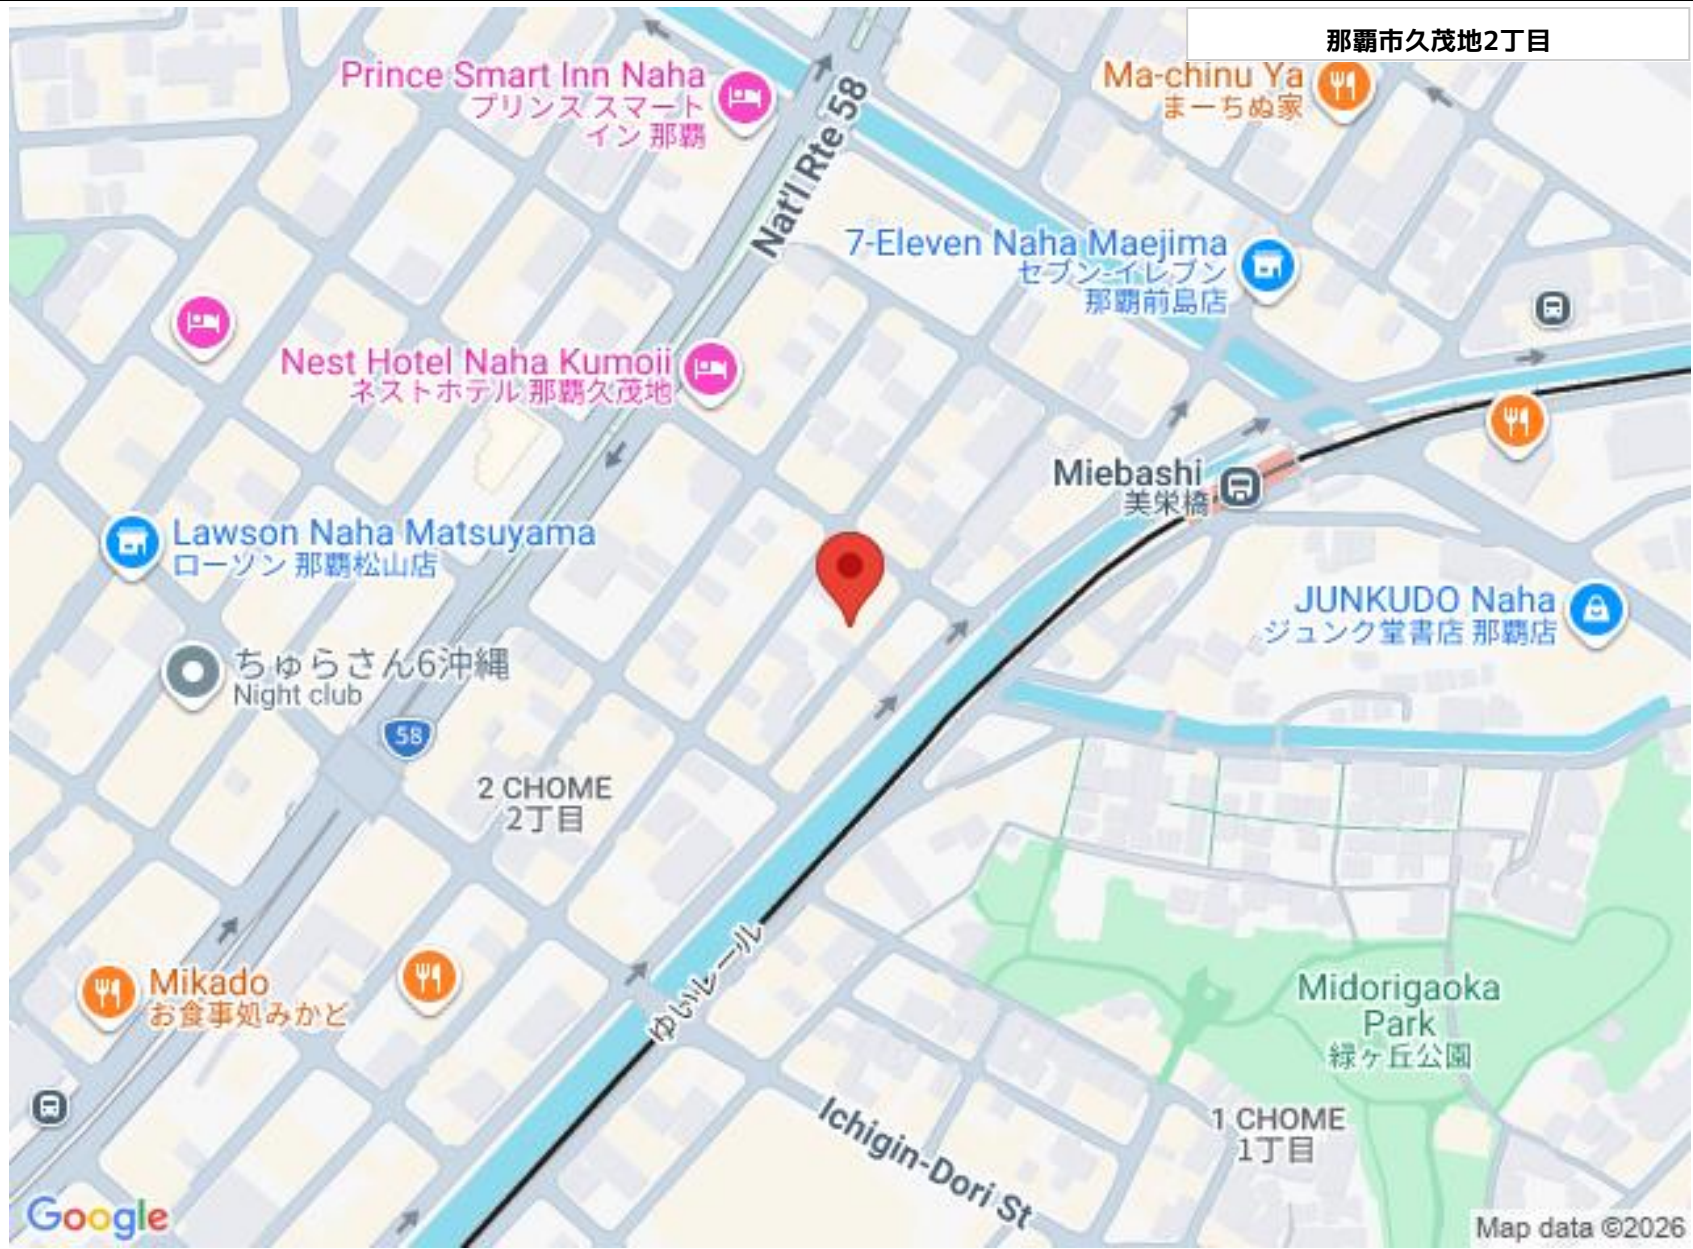 那覇市久茂地2丁目
Prince Smart Inn Naha
プリンス スマート
イン 那覇
Nat'l Rte 58
Ma-chinu Ya
まーちぬ家
7-Eleven Naha Maejima
セブン-イレブン
那覇前島店
Nest Hotel Naha Kumoji
ネストホテル 那覇久茂地
Miebashi
美栄橋
Lawson Naha Matsuyama
ローソン 那覇松山店
JUNKUDO Naha
ジュンク堂書店 那覇店
ちゅらさん6沖縄
Night club
58
2 CHOME
2丁目
ゆいレール
Mikado
お食事処みかど
Midorigaoka
Park
緑ヶ丘公園
Ichigin-Dori St
1 CHOME
1丁目
Google
Map data ©2026